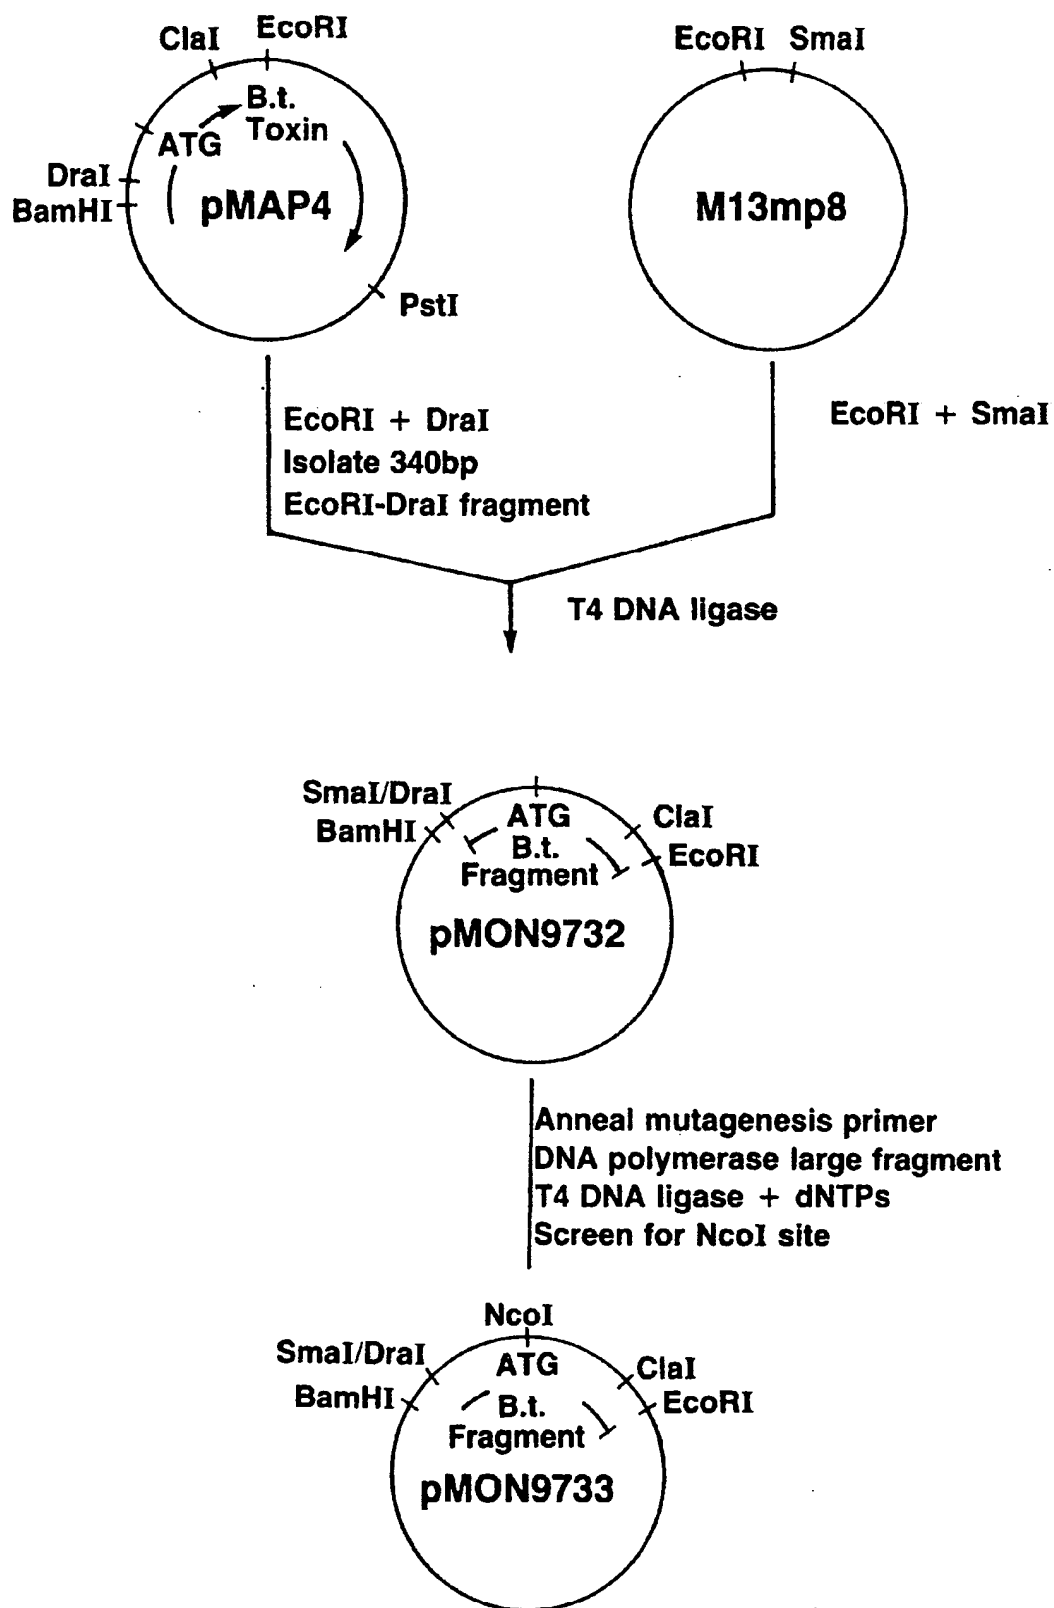 ClaI EcoRI
B.t.
Toxin
ATG
DraI
BamHI
pMAP4
PstI
EcoRI SmaI
M13mp8
EcoRI + DraI
Isolate 340bp
EcoRI-DraI fragment
EcoRI + SmaI
T4 DNA ligase
SmaI/DraI
BamHI
ATG
B.t.
Fragment
ClaI
EcoRI
pMON9732
Anneal mutagenesis primer
DNA polymerase large fragment
T4 DNA ligase + dNTPs
Screen for NcoI site
NcoI
SmaI/DraI
BamHI
ATG
B.t.
Fragment
ClaI
EcoRI
pMON9733